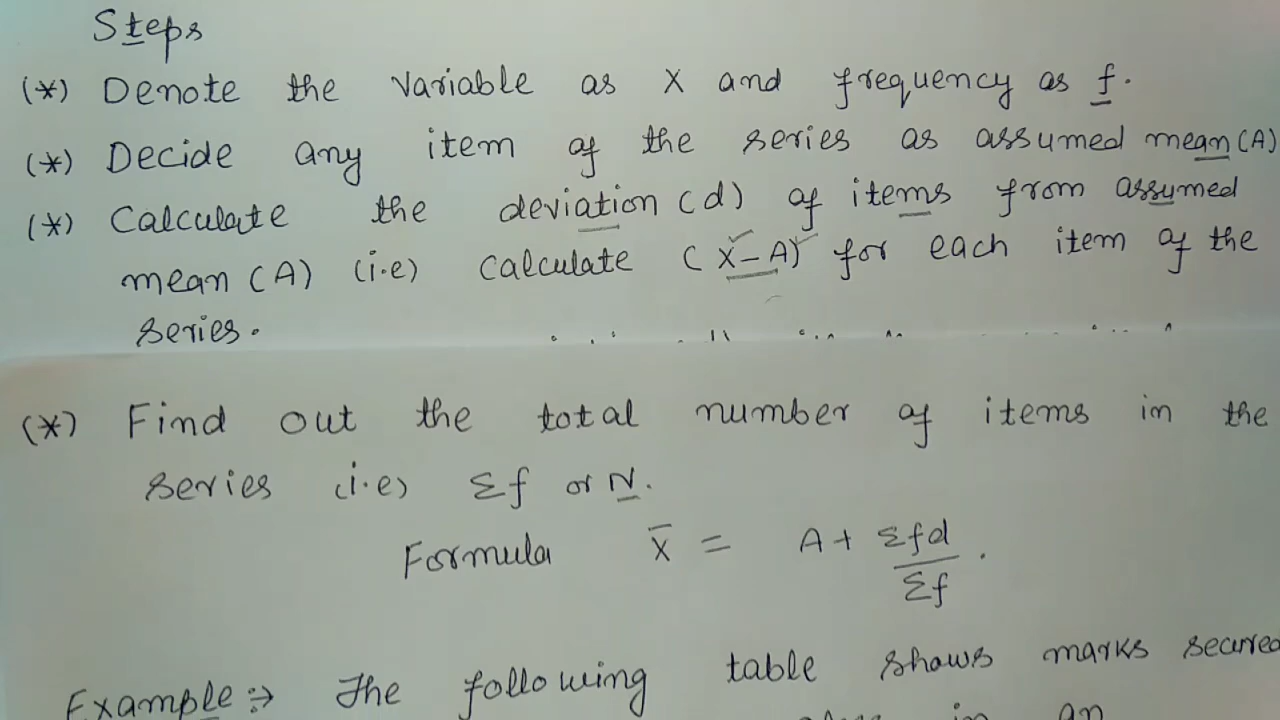 Steps
(*) Denote the Variable as X and frequency as f.
(*) Decide any item of the series as assumed mean (A)
(*) Calculate the deviation (d) of items from assumed
mean (A) (i.e) calculate (X-A) for each item of the
series.
(*) Find out the total number of items in the
series (i.e) Σf or N.
Formula X̄ = A + Σfd / Σf .
Example :→ The following table shows marks secured
in an